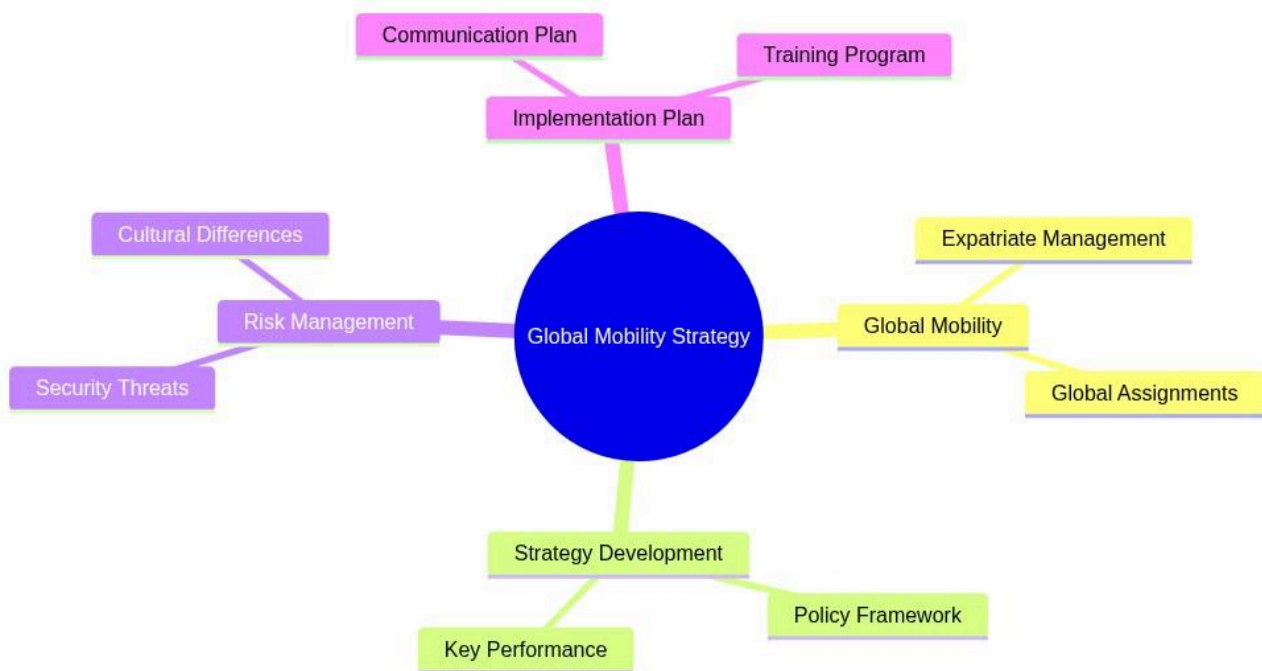 Communication Plan
Training Program
Implementation Plan
Cultural Differences
Expatriate Management
Risk Management
Global Mobility Strategy
Global Mobility
Security Threats
Global Assignments
Strategy Development
Policy Framework
Key Performance